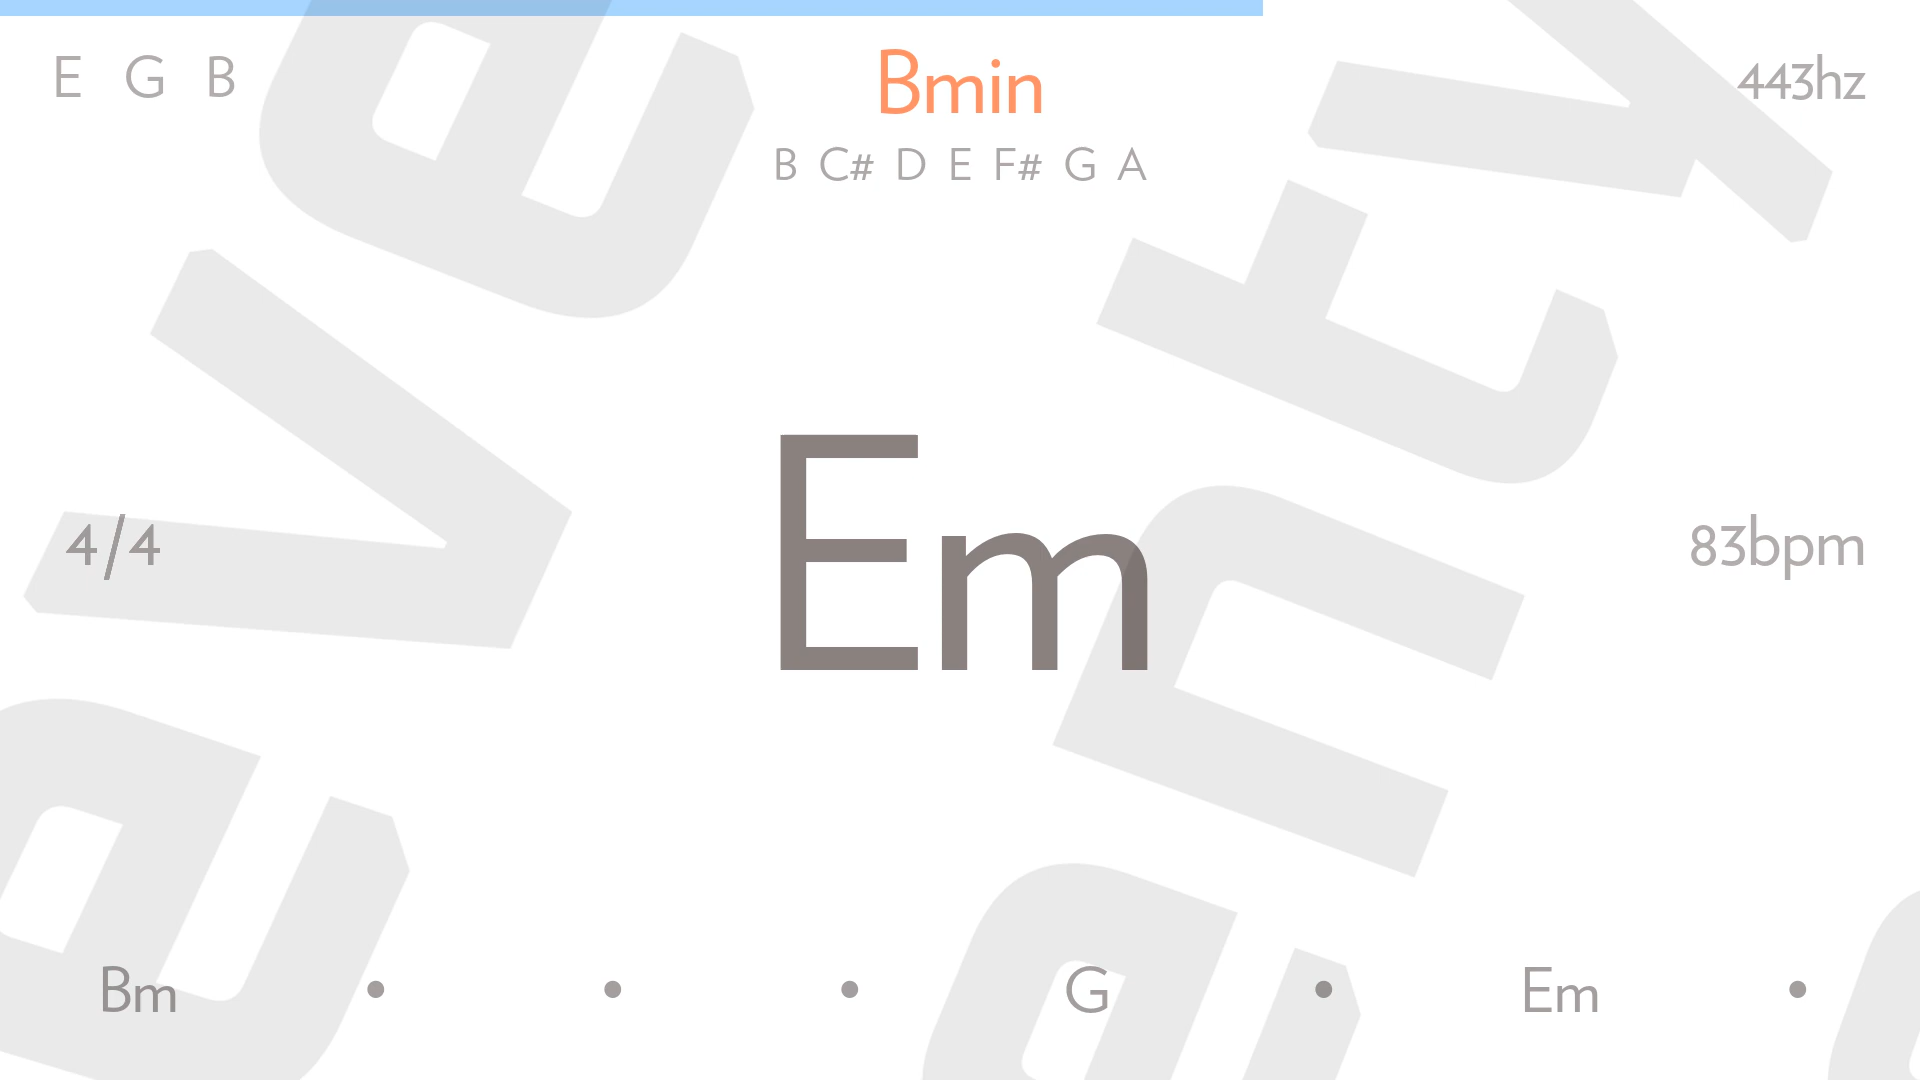 E G B
Bmin
443hz
B C# D E F# G A
Em
4/4
83bpm
Bm • • • G • Em •